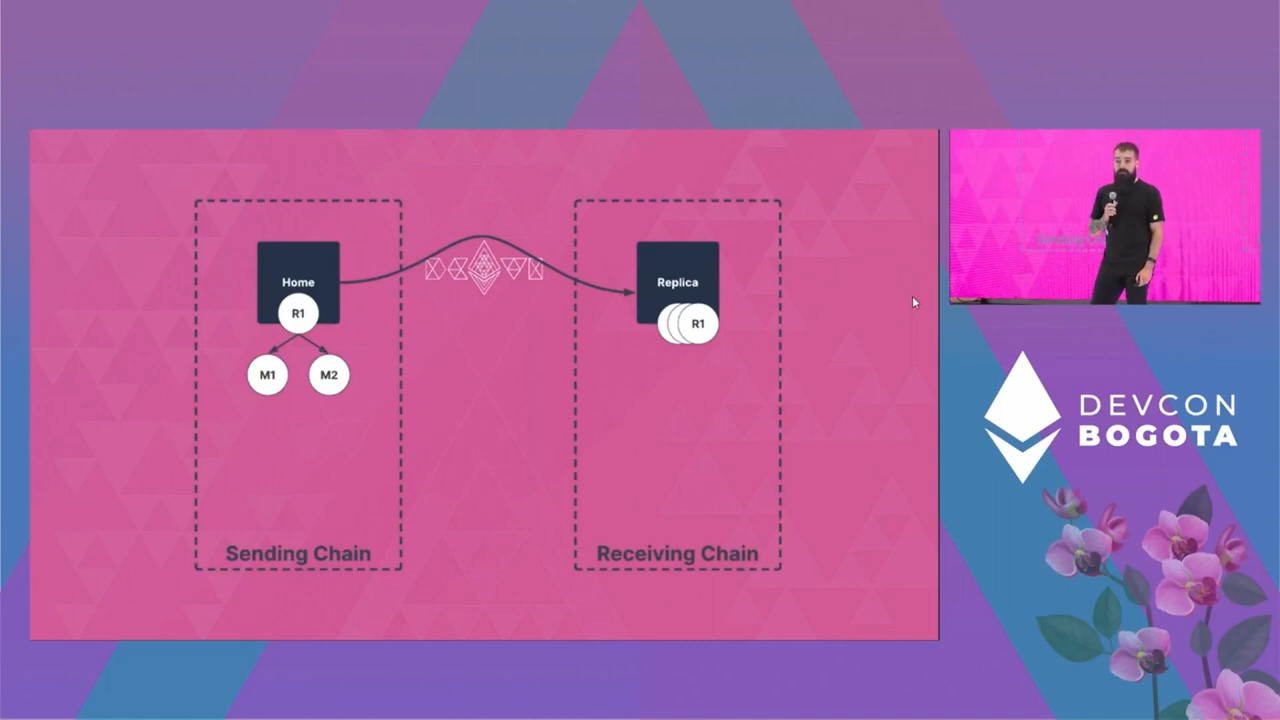 Home
R1
M1
M2
Sending Chain
Replica
R1
Receiving Chain
DEVCON
BOGOTA